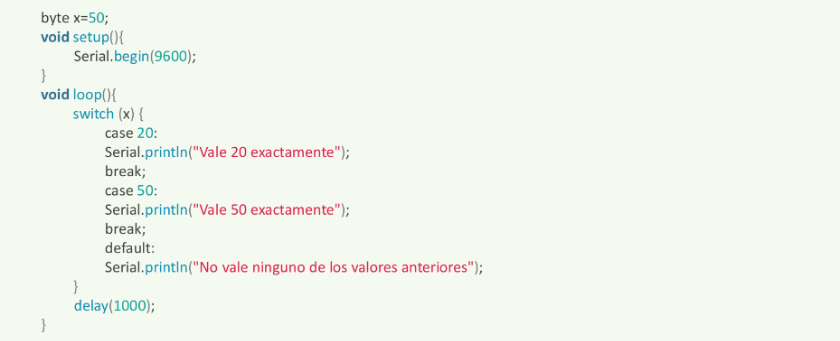 byte x=50;
void setup(){
Serial.begin(9600);
}
void loop(){
switch (x) {
case 20:
Serial.println("Vale 20 exactamente");
break;
case 50:
Serial.println("Vale 50 exactamente");
break;
default:
Serial.println("No vale ninguno de los valores anteriores");
}
delay(1000);
}